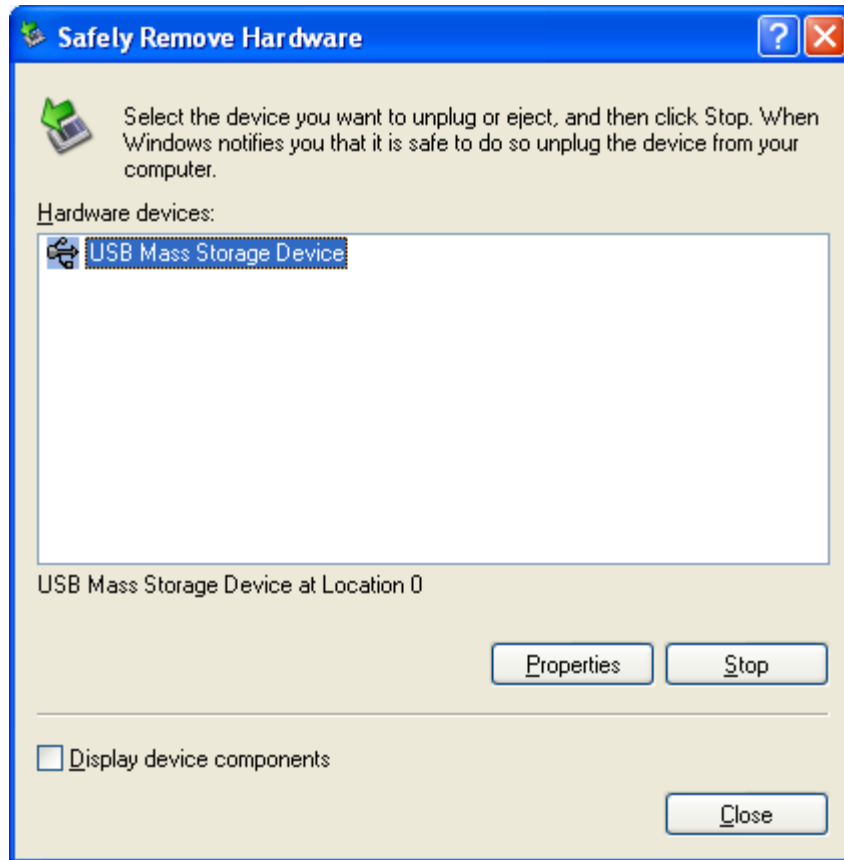 Safely Remove Hardware
Select the device you want to unplug or eject, and then click Stop. When
Windows notifies you that it is safe to do so unplug the device from your
computer.
Hardware devices:
USB Mass Storage Device
USB Mass Storage Device at Location 0
Properties
Stop
Display device components
Close